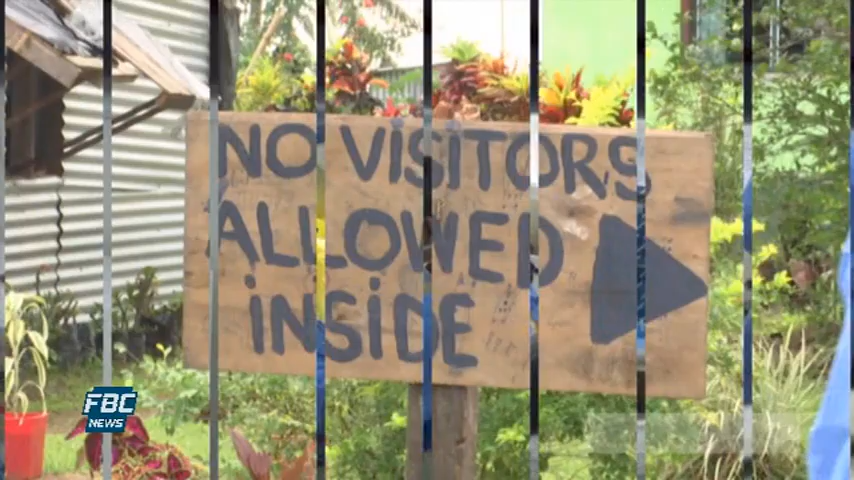 NO VISITORS
ALLOWED
INSIDE
FBC
NEWS